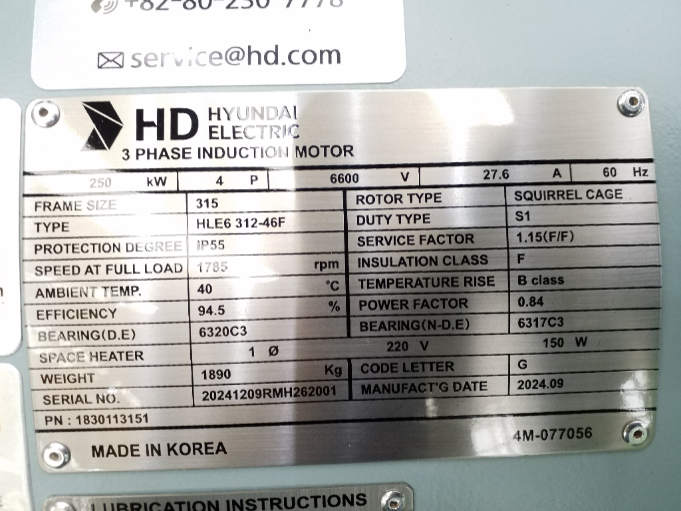 +82-80-250-7778
service@hd.com
HD HYUNDAI ELECTRIC
3 PHASE INDUCTION MOTOR
250 kW 4 P 6600 V 27.6 A 60 Hz
FRAME SIZE 315 ROTOR TYPE SQUIRREL CAGE
TYPE HLE6 312-46F DUTY TYPE S1
PROTECTION DEGREE IP55 SERVICE FACTOR 1.15(F/F)
SPEED AT FULL LOAD 1785 rpm INSULATION CLASS F
AMBIENT TEMP. 40 °C TEMPERATURE RISE B class
EFFICIENCY 94.5 % POWER FACTOR 0.84
BEARING(D.E) 6320C3 BEARING(N-D.E) 6317C3
SPACE HEATER 1 Ø 220 V 150 W
WEIGHT 1890 Kg CODE LETTER G
SERIAL NO. 20241209RMH262001 MANUFACT'G DATE 2024.09
PN : 1830113151
MADE IN KOREA 4M-077056
LUBRICATION INSTRUCTIONS